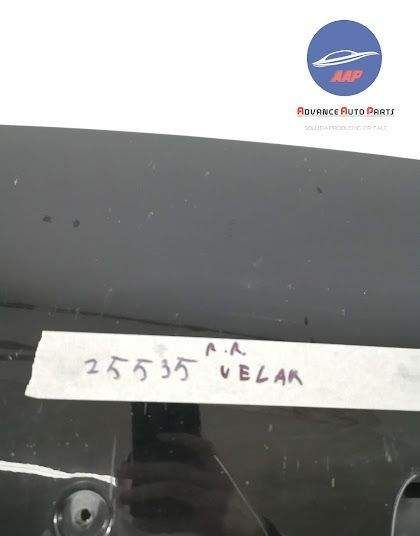 AAP
ADVANCE AUTO PARTS
R.R.
25535 VELAR